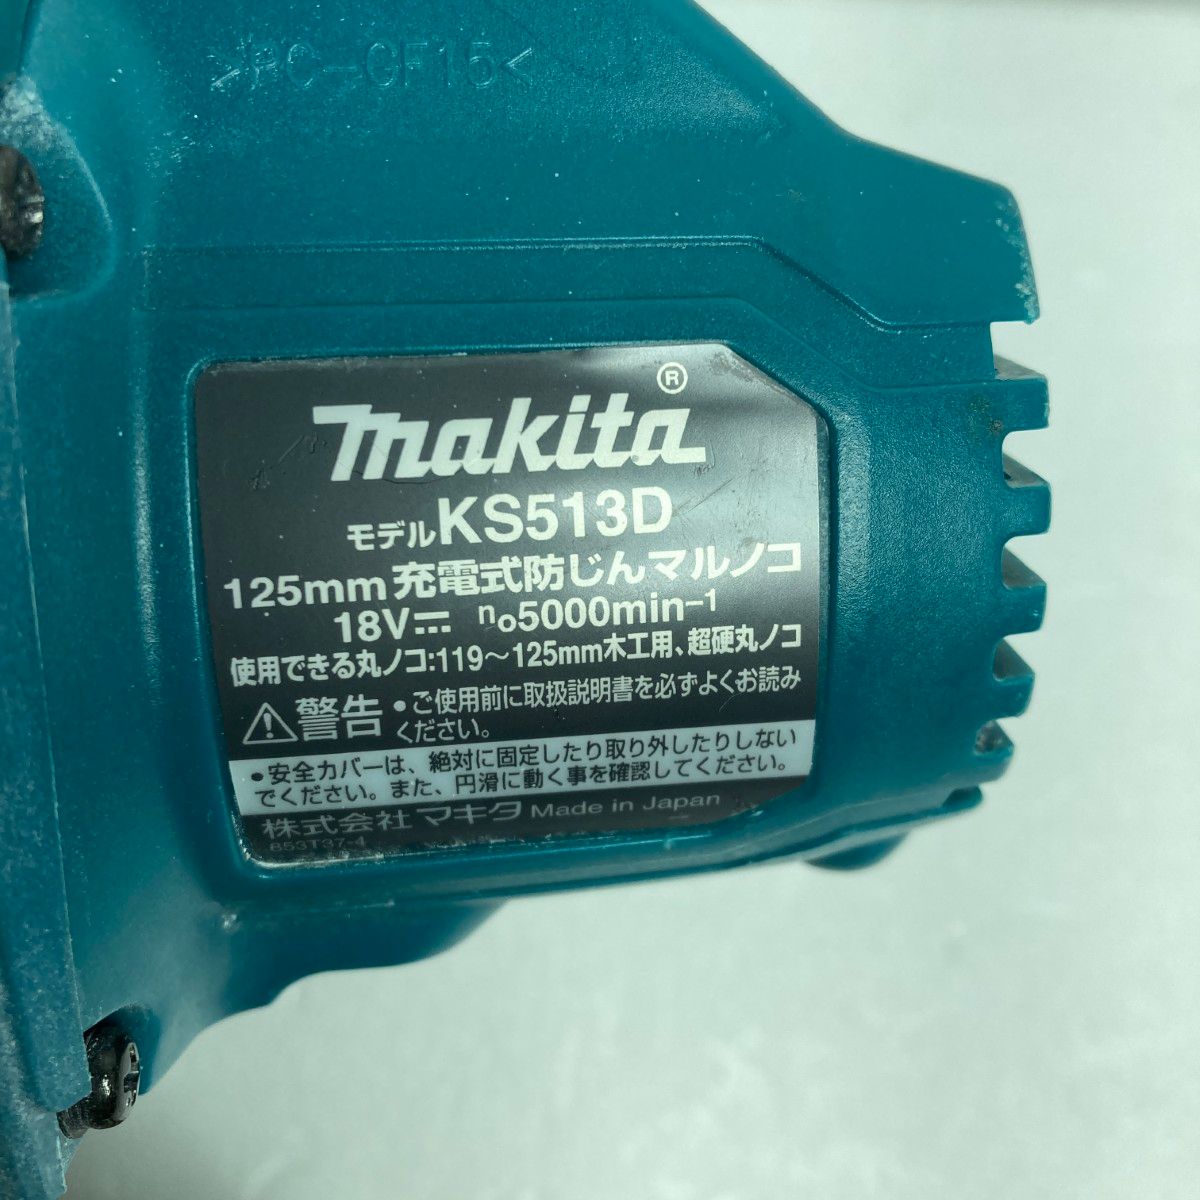 >PC-GF15<
makita®
モデルKS513D
125mm 充電式防じんマルノコ
18V⎓ n₀5000min⁻¹
使用できる丸ノコ:119〜125mm木工用、超硬丸ノコ
⚠警告 •ご使用前に取扱説明書を必ずよくお読み
ください。
•安全カバーは、絶対に固定したり取り外したりしない
でください。また、円滑に動く事を確認してください。
株式会社 マキタ Made in Japan
853T37-4